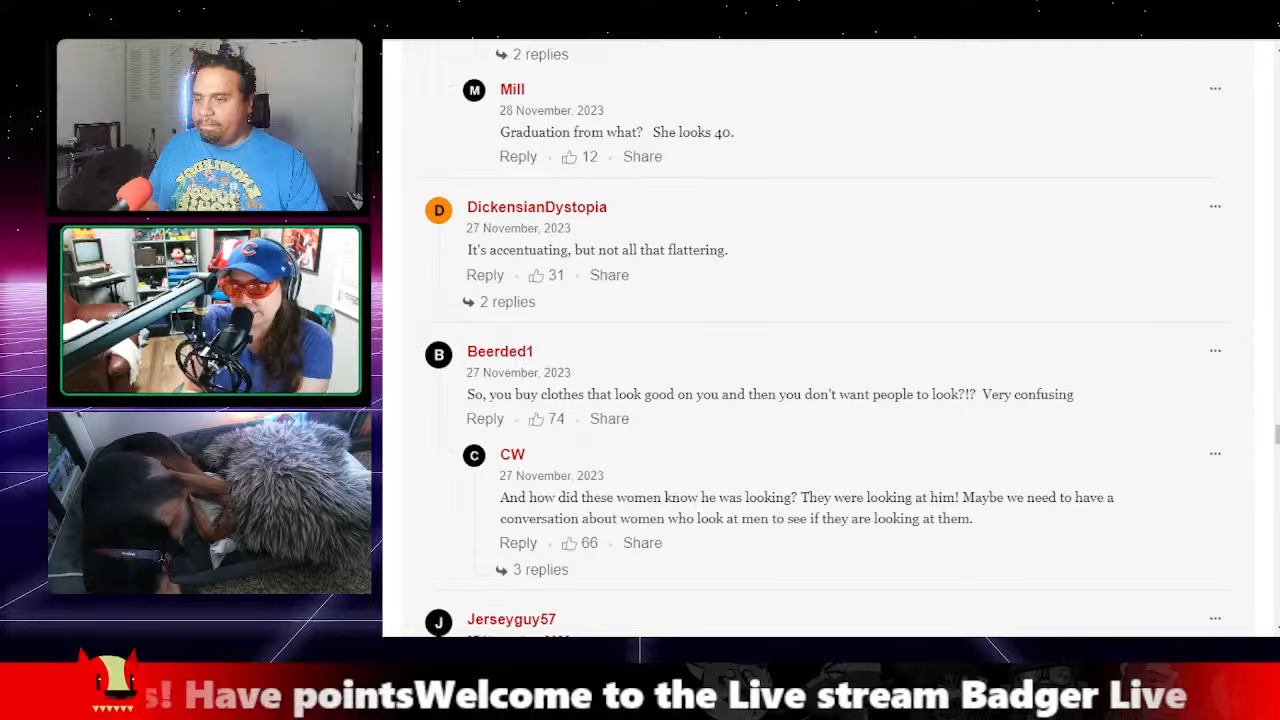 2 replies
M
Mill
28 November, 2023
Graduation from what? She looks 40.
Reply 12 Share
D
DickensianDystopia
27 November, 2023
It's accentuating, but not all that flattering.
Reply 31 Share
2 replies
B
Beerded1
27 November, 2023
So, you buy clothes that look good on you and then you don't want people to look?!? Very confusing
Reply 74 Share
C
CW
27 November, 2023
And how did these women know he was looking? They were looking at him! Maybe we need to have a
conversation about women who look at men to see if they are looking at them.
Reply 66 Share
3 replies
J
Jerseyguy57
s! Have pointsWelcome to the Live stream Badger Live